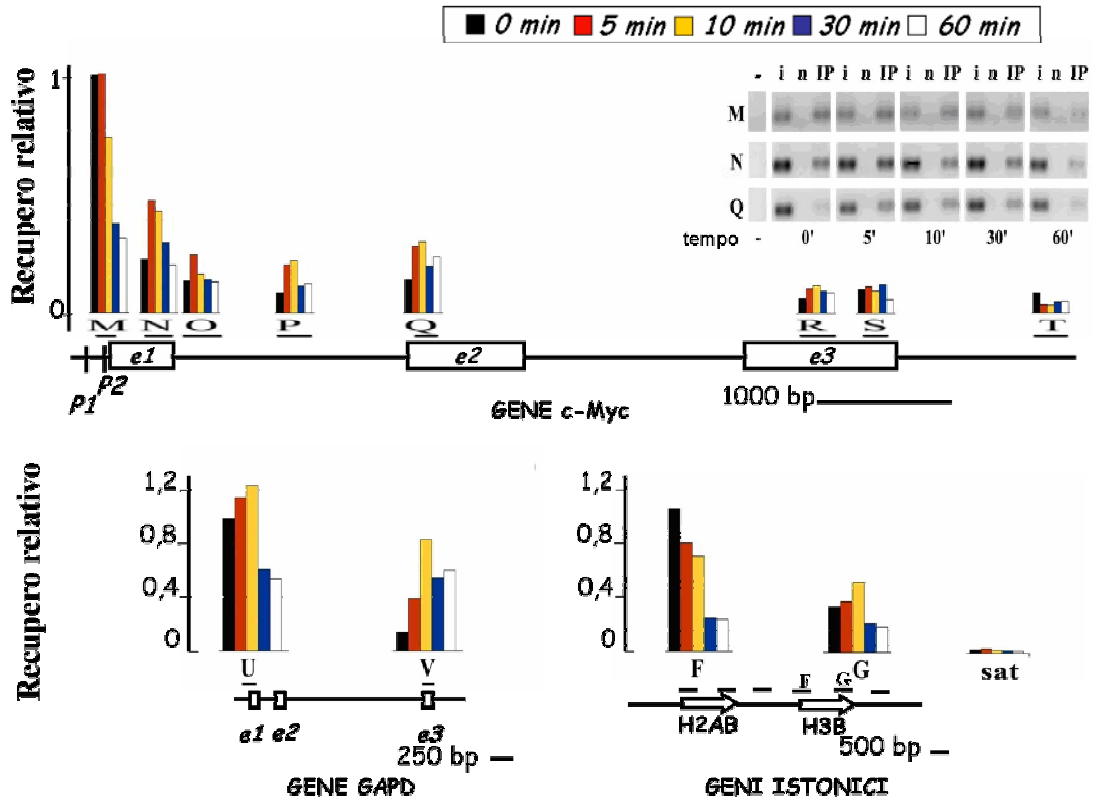 0 min 5 min 10 min 30 min 60 min
Recupero relativo
1
0
- i n IP i n IP i n IP i n IP i n IP
M
N
Q
tempo - 0' 5' 10' 30' 60'
M N O P Q R S T
e1 e2 e3
P1 P2
1000 bp
GENE c-Myc
Recupero relativo
1,2
0,8
0,4
0
U V
e1 e2 e3
250 bp
GENE GAPD
1,2
0,8
0,4
0
F G sat
F G
H2AB H3B
500 bp
GENI ISTONICI